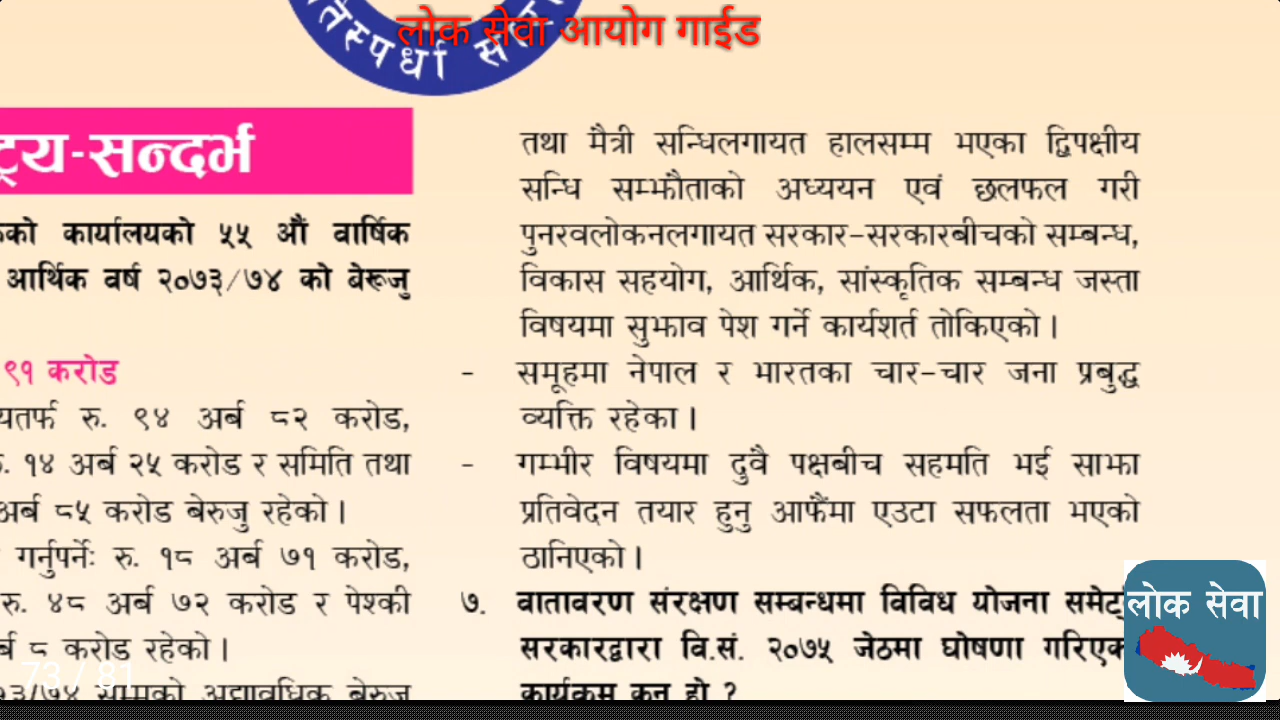 लोक सेवा आयोग गाईड
ट्रिय-सन्दर्भ
कार्यालयको ५५ औं वार्षिक
आर्थिक वर्ष २०७३/७४ को बेरूजु
९१ करोड
रु. ९४ अर्ब ८२ करोड,
१४ अर्ब २५ करोड र समिति तथा
अर्ब ८५ करोड बेरुजु रहेको ।
गर्नुपर्नेः रु. १८ अर्ब ७१ करोड,
रु. ४८ अर्ब ७२ करोड र पेश्की
८ करोड रहेको ।
सम्मको अद्यावधिक बेरुजु
73 / 81
तथा मैत्री सन्धिलगायत हालसम्म भएका द्विपक्षीय
सन्धि सम्झौताको अध्ययन एवं छलफल गरी
पुनरवलोकनलगायत सरकार-सरकारबीचको सम्बन्ध,
विकास सहयोग, आर्थिक, सांस्कृतिक सम्बन्ध जस्ता
विषयमा सुझाव पेश गर्ने कार्यशर्त तोकिएको ।
- समूहमा नेपाल र भारतका चार-चार जना प्रबुद्ध
व्यक्ति रहेका ।
- गम्भीर विषयमा दुवै पक्षबीच सहमति भई साझा
प्रतिवेदन तयार हुनु आफैंमा एउटा सफलता भएको
ठानिएको ।
७. वातावरण संरक्षण सम्बन्धमा विविध योजना
सरकारद्वारा वि.सं. २०७५ जेठमा घोषणा
कार्यक्रम कुन हो ?
लोक सेवा